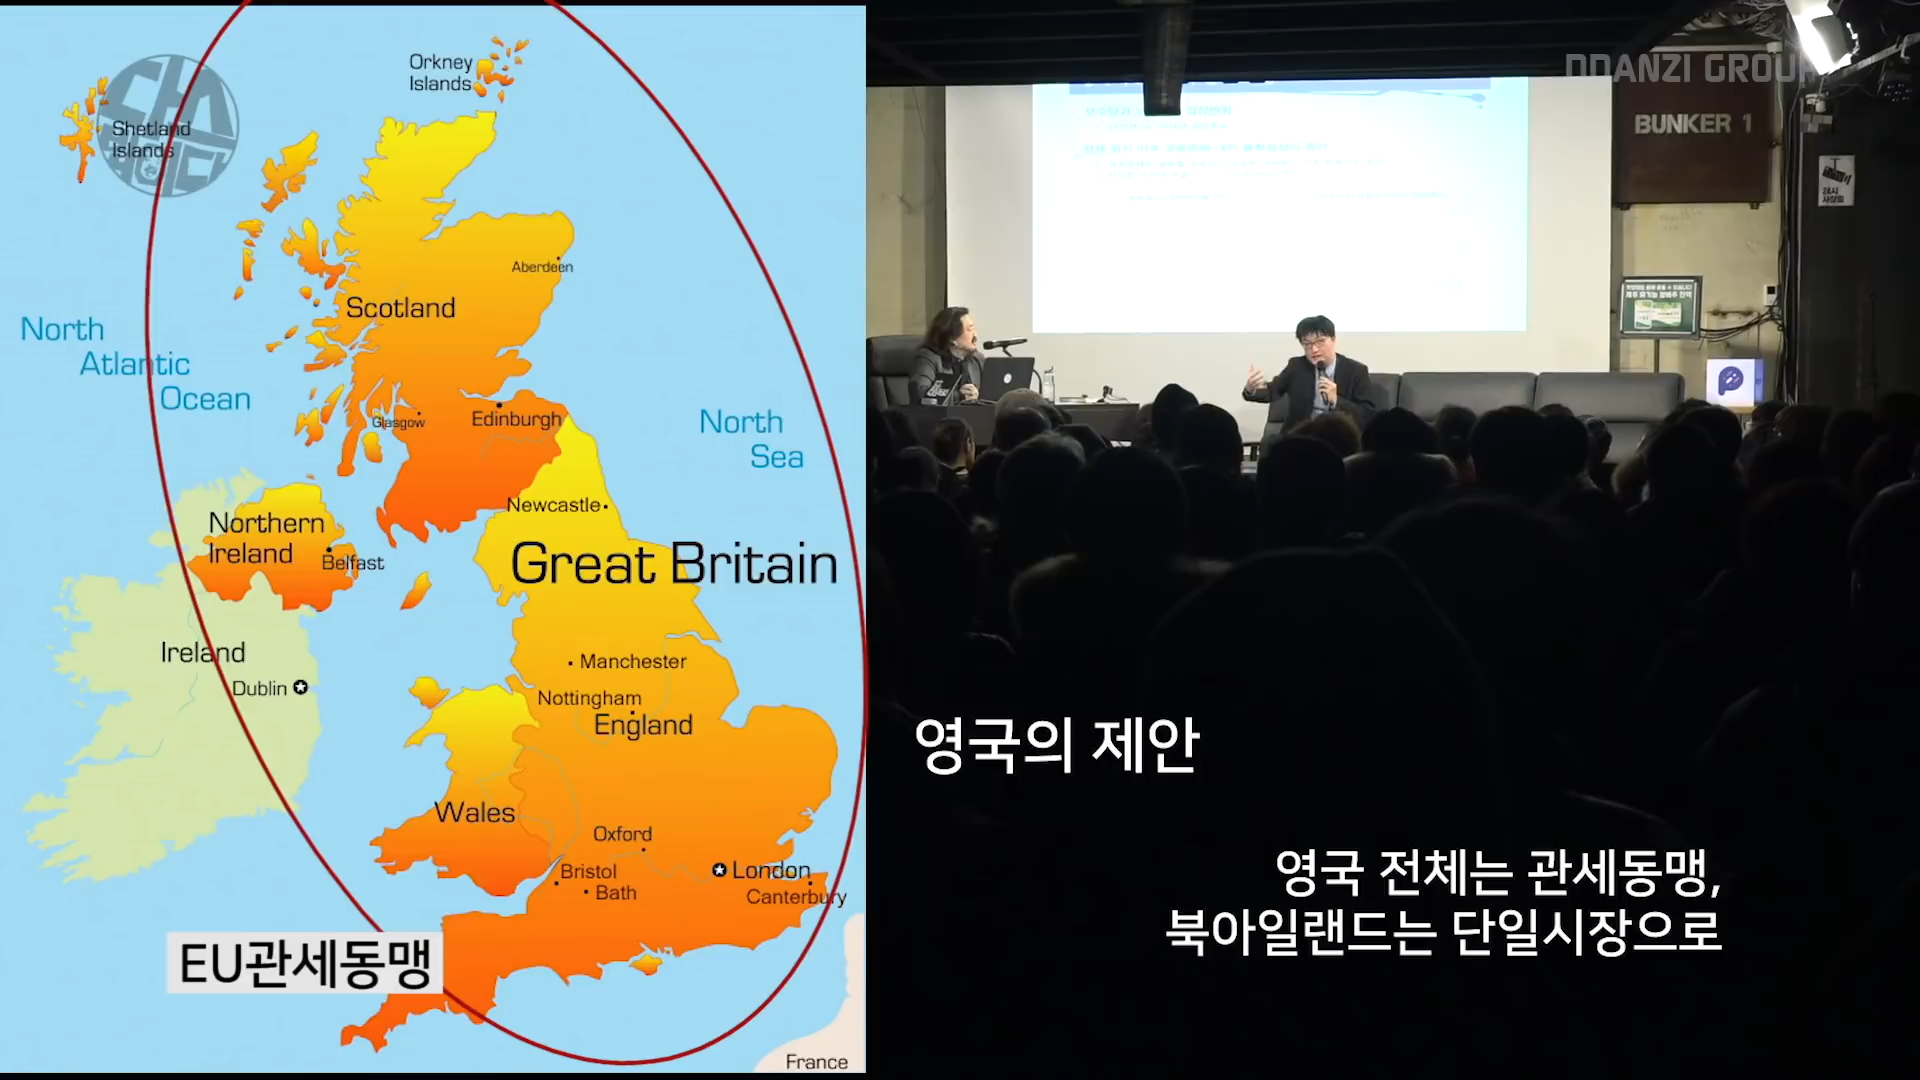 Orkney
Islands
Shetland
Islands
Aberdeen
Scotland
North
Atlantic
Ocean
Glasgow
Edinburgh
North
Sea
Newcastle
Northern
Ireland
Belfast
Great Britain
Ireland
Dublin
Manchester
Nottingham
England
Wales
Oxford
Bristol
Bath
London
Canterbury
France
EU관세동맹
DDANZI GROUP
BUNKER 1
영국의 제안
영국 전체는 관세동맹,
북아일랜드는 단일시장으로